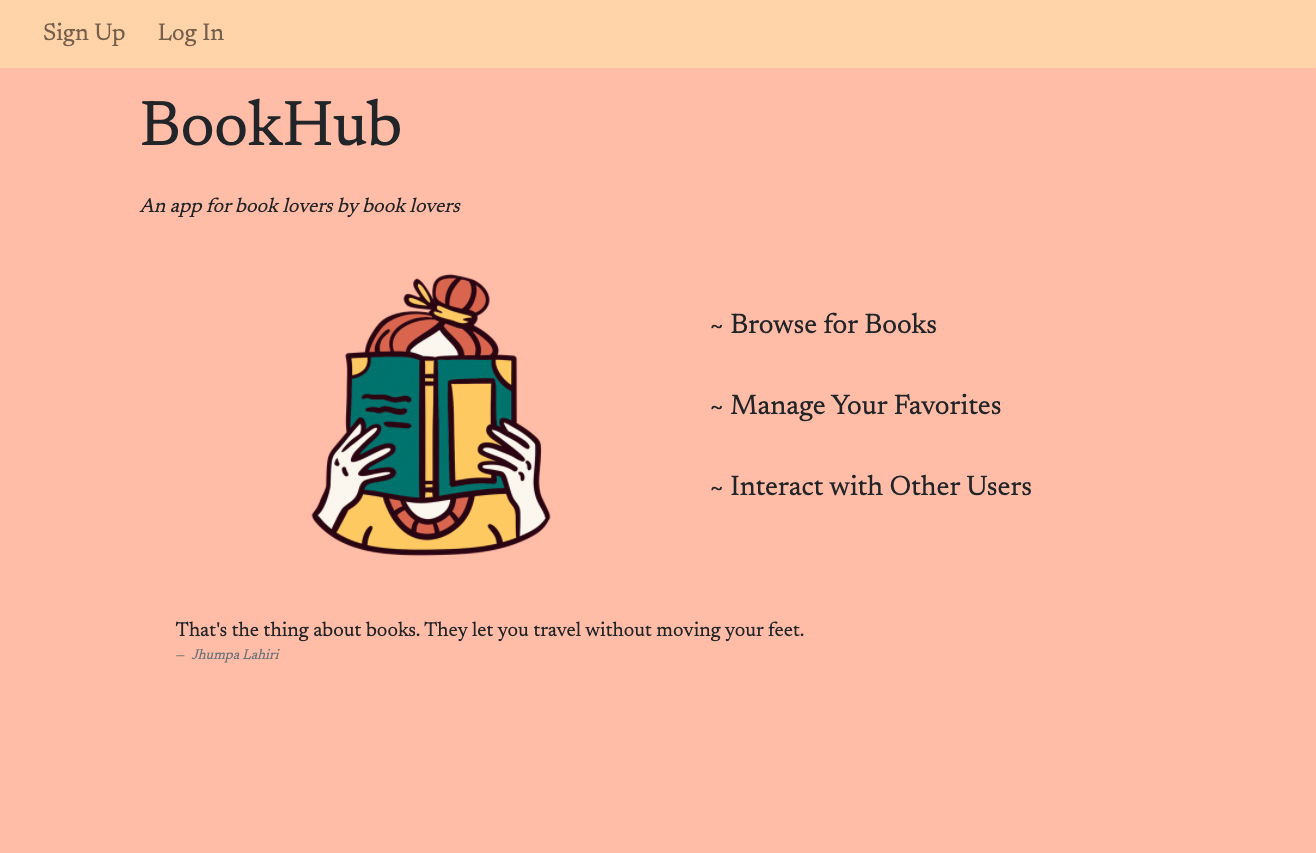 Sign Up Log In
BookHub
An app for book lovers by book lovers
~ Browse for Books
~ Manage Your Favorites
~ Interact with Other Users
That's the thing about books. They let you travel without moving your feet.
— Jhumpa Lahiri